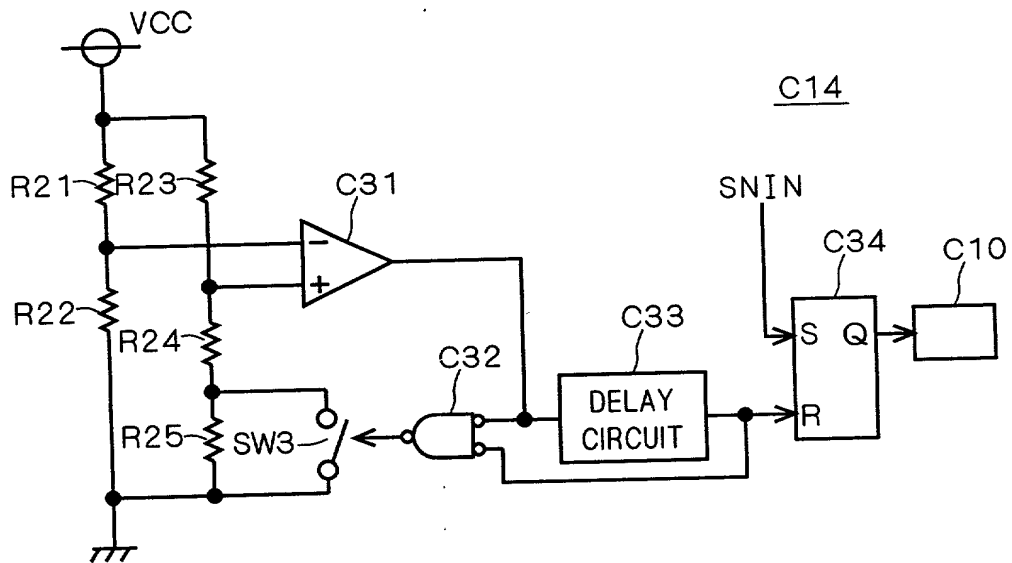 VCC
C14
R21
R23
C31
SNIN
C34
C10
R22
R24
C32
C33
S Q
DELAY
CIRCUIT
R
R25
SW3